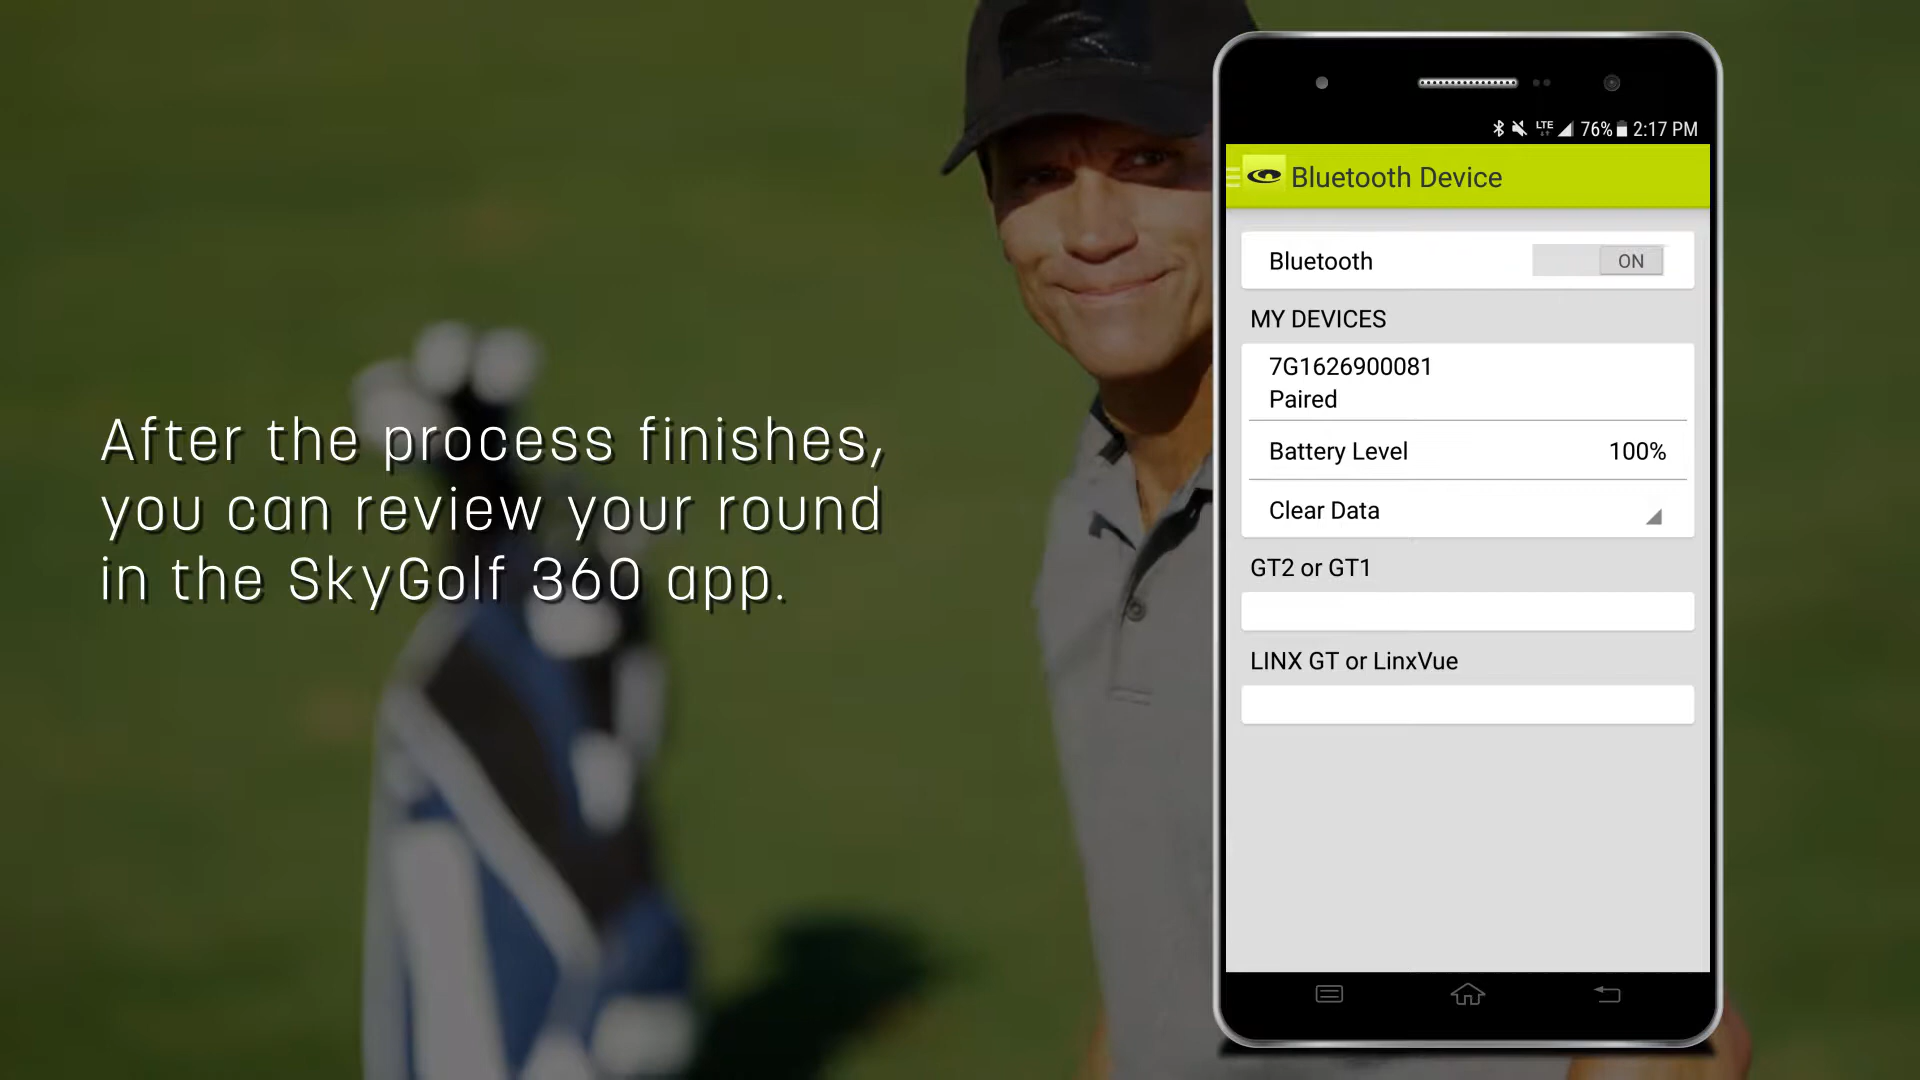 After the process finishes,
you can review your round
in the SkyGolf 360 app.
LTE 76% 2:17 PM
Bluetooth Device
Bluetooth ON
MY DEVICES
7G1626900081
Paired
Battery Level 100%
Clear Data
GT2 or GT1
LINX GT or LinxVue